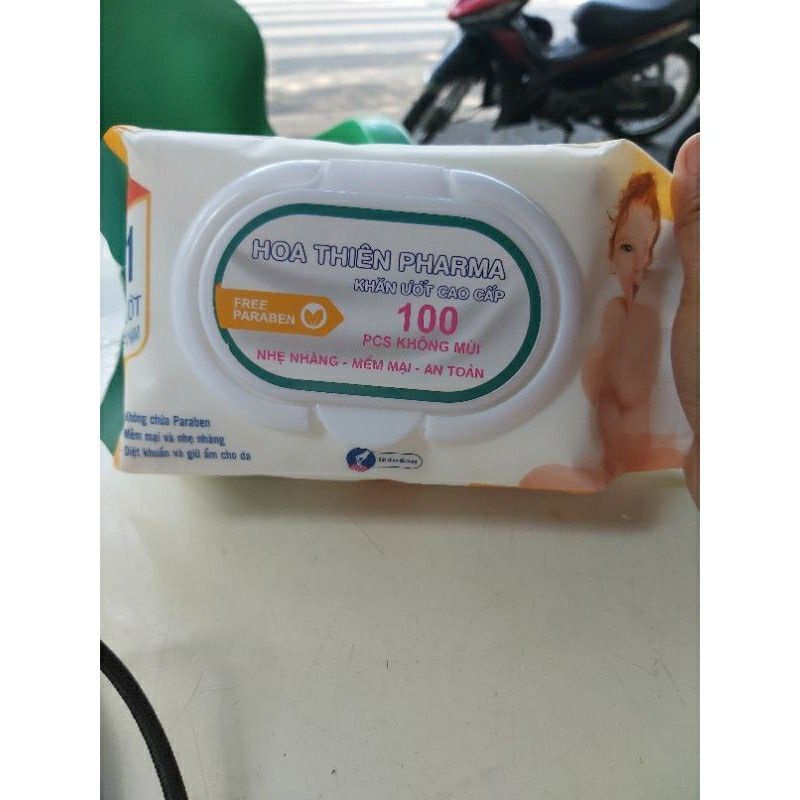 HOA THIÊN PHARMA
KHĂN ƯỚT CAO CẤP
FREE
PARABEN
100
PCS KHÔNG MÙI
NHẸ NHÀNG - MỀM MẠI - AN TOÀN
1
Không chứa Paraben
Mềm mại và nhẹ nhàng
Diệt khuẩn và giữ ẩm cho da